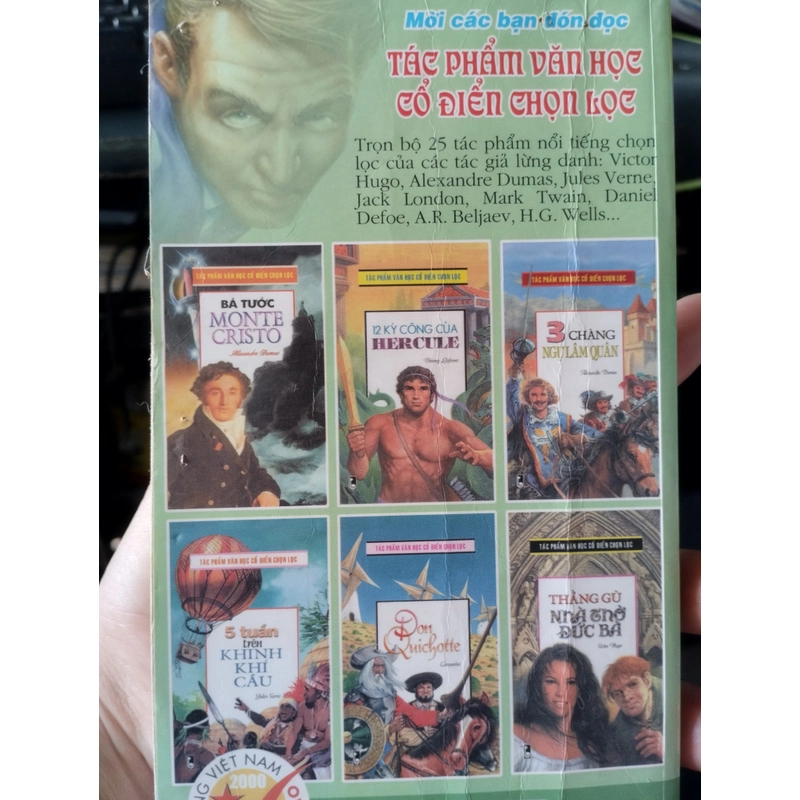 Mời các bạn đón đọc
TÁC PHẨM VĂN HỌC
CỔ ĐIỂN CHỌN LỌC
Trọn bộ 25 tác phẩm nổi tiếng chọn
lọc của các tác giả lừng danh: Victor
Hugo, Alexandre Dumas, Jules Verne,
Jack London, Mark Twain, Daniel
Defoe, A.R. Beljaev, H.G. Wells...
TÁC PHẨM VĂN HỌC CỔ ĐIỂN CHỌN LỌC
BÁ TƯỚC
MONTE
CRISTO
Alexandre Dumas
TÁC PHẨM VĂN HỌC CỔ ĐIỂN CHỌN LỌC
12 KỲ CÔNG CỦA
HERCULE
TÁC PHẨM VĂN HỌC CỔ ĐIỂN CHỌN LỌC
3 CHÀNG
NGỰ LÂM QUÂN
Alexandre Dumas
TÁC PHẨM VĂN HỌC CỔ ĐIỂN CHỌN LỌC
5 tuần
trên
KHINH
KHÍ
CẦU
Jules Verne
TÁC PHẨM VĂN HỌC CỔ ĐIỂN CHỌN LỌC
Don
Quichotte
Cervantes
TÁC PHẨM VĂN HỌC CỔ ĐIỂN CHỌN LỌC
THẰNG GÙ
NHÀ THỜ
ĐỨC BÀ
Victor Hugo
VIỆT NAM
2000